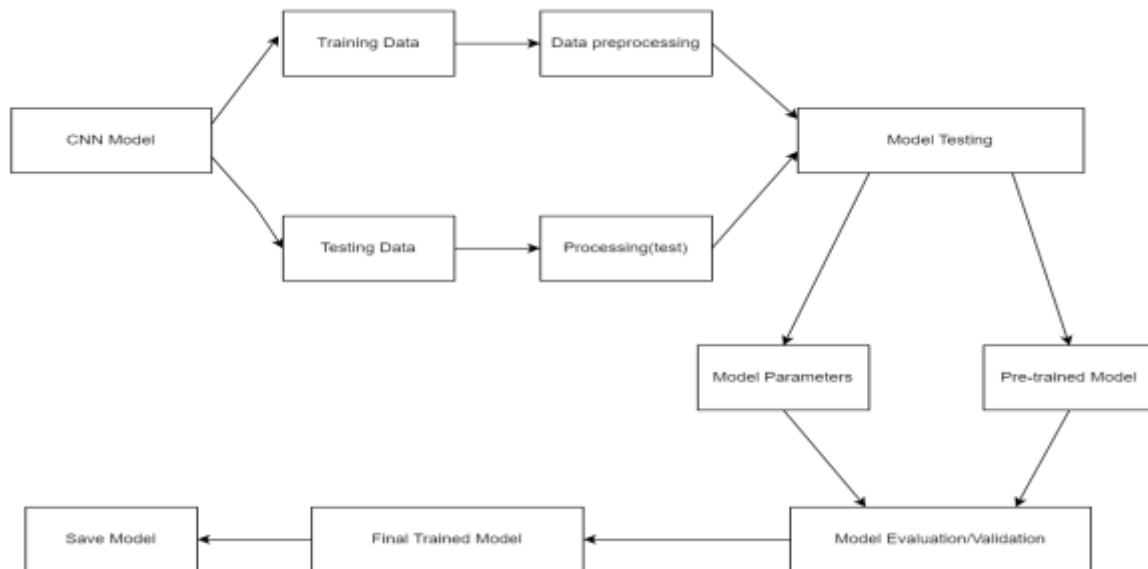 Training Data
Data preprocessing
CNN Model
Model Testing
Testing Data
Processing(test)
Model Parameters
Pre-trained Model
Save Model
Final Trained Model
Model Evaluation/Validation